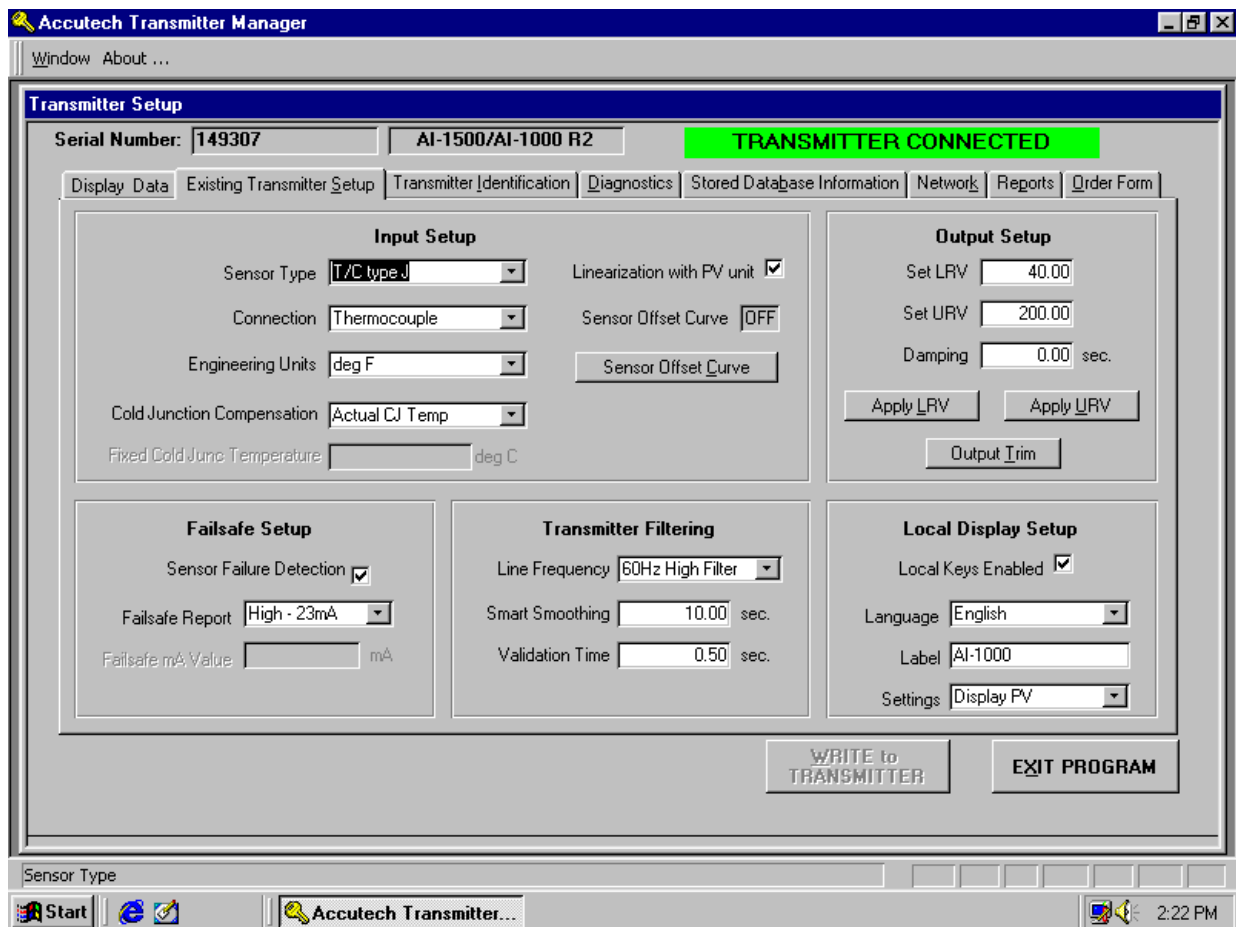 Accutech Transmitter Manager
Window About ...
Transmitter Setup
Serial Number: 149307 AI-1500/AI-1000 R2 TRANSMITTER CONNECTED
Display Data Existing Transmitter Setup Transmitter Identification Diagnostics Stored Database Information Network Reports Order Form
Input Setup
Sensor Type T/C type J Linearization with PV unit
Connection Thermocouple Sensor Offset Curve OFF
Engineering Units deg F Sensor Offset Curve
Cold Junction Compensation Actual CJ Temp
Fixed Cold Junc Temperature deg C
Output Setup
Set LRV 40.00
Set URV 200.00
Damping 0.00 sec.
Apply LRV Apply URV
Output Trim
Failsafe Setup
Sensor Failure Detection
Failsafe Report High - 23mA
Failsafe mA Value mA
Transmitter Filtering
Line Frequency 60Hz High Filter
Smart Smoothing 10.00 sec.
Validation Time 0.50 sec.
Local Display Setup
Local Keys Enabled
Language English
Label AI-1000
Settings Display PV
WRITE to
TRANSMITTER
EXIT PROGRAM
Sensor Type
Start Accutech Transmitter... 2:22 PM